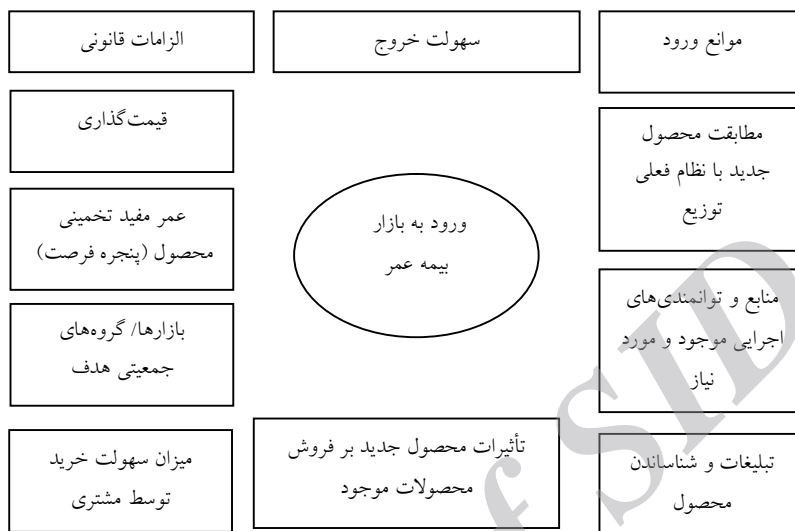 موانع ورود
سهولت خروج
الزامات قانونی
مطابقت محصول
جدید با نظام فعلی
توزیع
قیمت‌گذاری
ورود به بازار
بیمه عمر
عمر مفید تخمینی
محصول (پنجره فرصت)
منابع و توانمندی‌های
اجرایی موجود و مورد
نیاز
بازارها/ گروه‌های
جمعیتی هدف
تبلیغات و شناساندن
محصول
تأثیرات محصول جدید بر فروش
محصولات موجود
میزان سهولت خرید
توسط مشتری
f SID